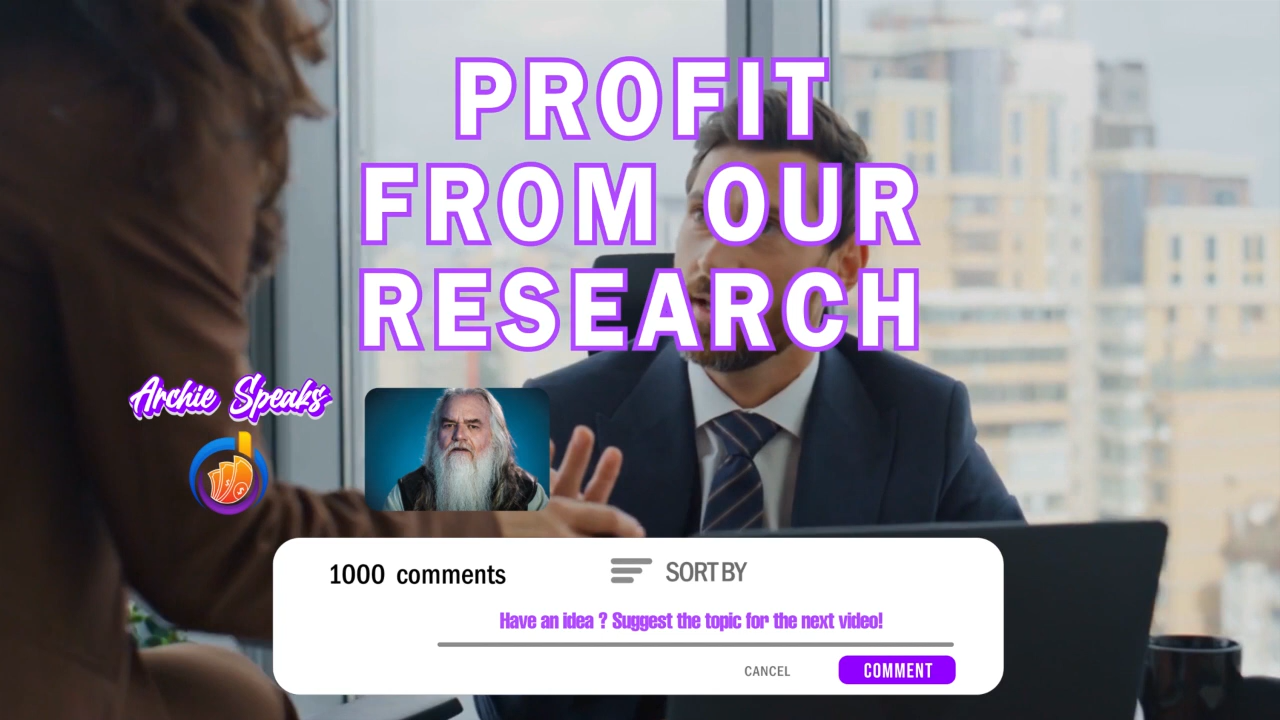 PROFIT
FROM OUR
RESEARCH
Archie Speaks
1000 comments
SORT BY
Have an idea ? Suggest the topic for the next video!
CANCEL
COMMENT